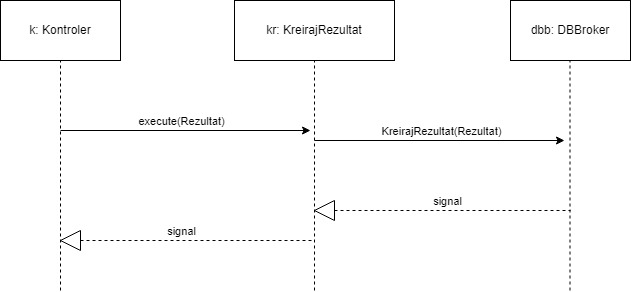 k: Kontroler
kr: KreirajRezultat
dbb: DBBroker
execute(Rezultat)
KreirajRezultat(Rezultat)
signal
signal